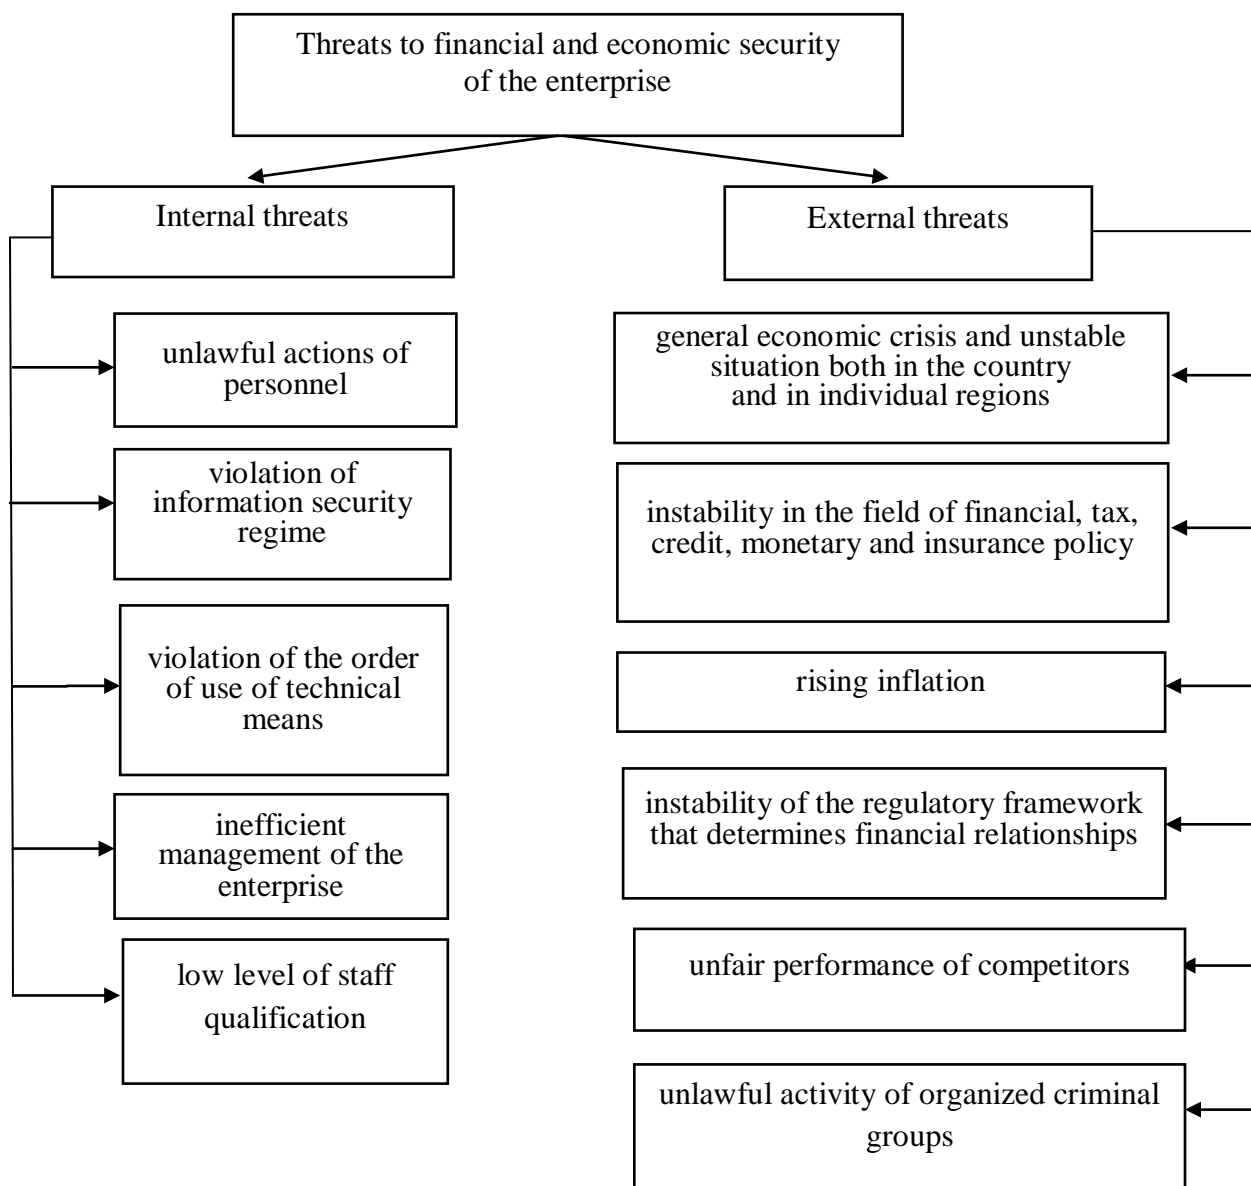 Threats to financial and economic security
of the enterprise
Internal threats
External threats
unlawful actions of
personnel
violation of
information security
regime
violation of the order
of use of technical
means
inefficient
management of the
enterprise
low level of staff
qualification
general economic crisis and unstable
situation both in the country
and in individual regions
instability in the field of financial, tax,
credit, monetary and insurance policy
rising inflation
instability of the regulatory framework
that determines financial relationships
unfair performance of competitors
unlawful activity of organized criminal
groups